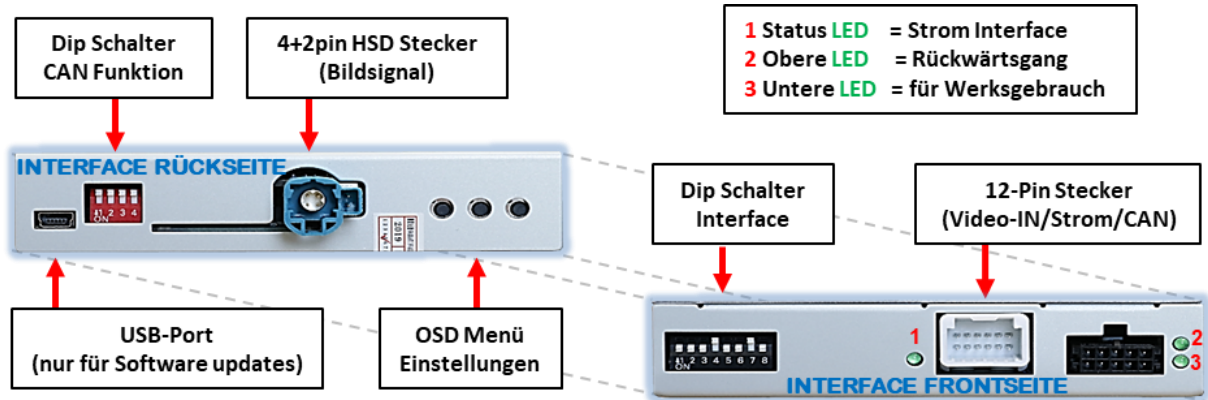 Dip Schalter
CAN Funktion
4+2pin HSD Stecker
(Bildsignal)
1 Status LED = Strom Interface
2 Obere LED = Rückwärtsgang
3 Untere LED = für Werksgebrauch
INTERFACE RÜCKSEITE
1 2 3 4
ON
2019
Dip Schalter
Interface
12-Pin Stecker
(Video-IN/Strom/CAN)
USB-Port
(nur für Software updates)
OSD Menü
Einstellungen
1
2
3
1 2 3 4 5 6 7 8
ON
INTERFACE FRONTSEITE